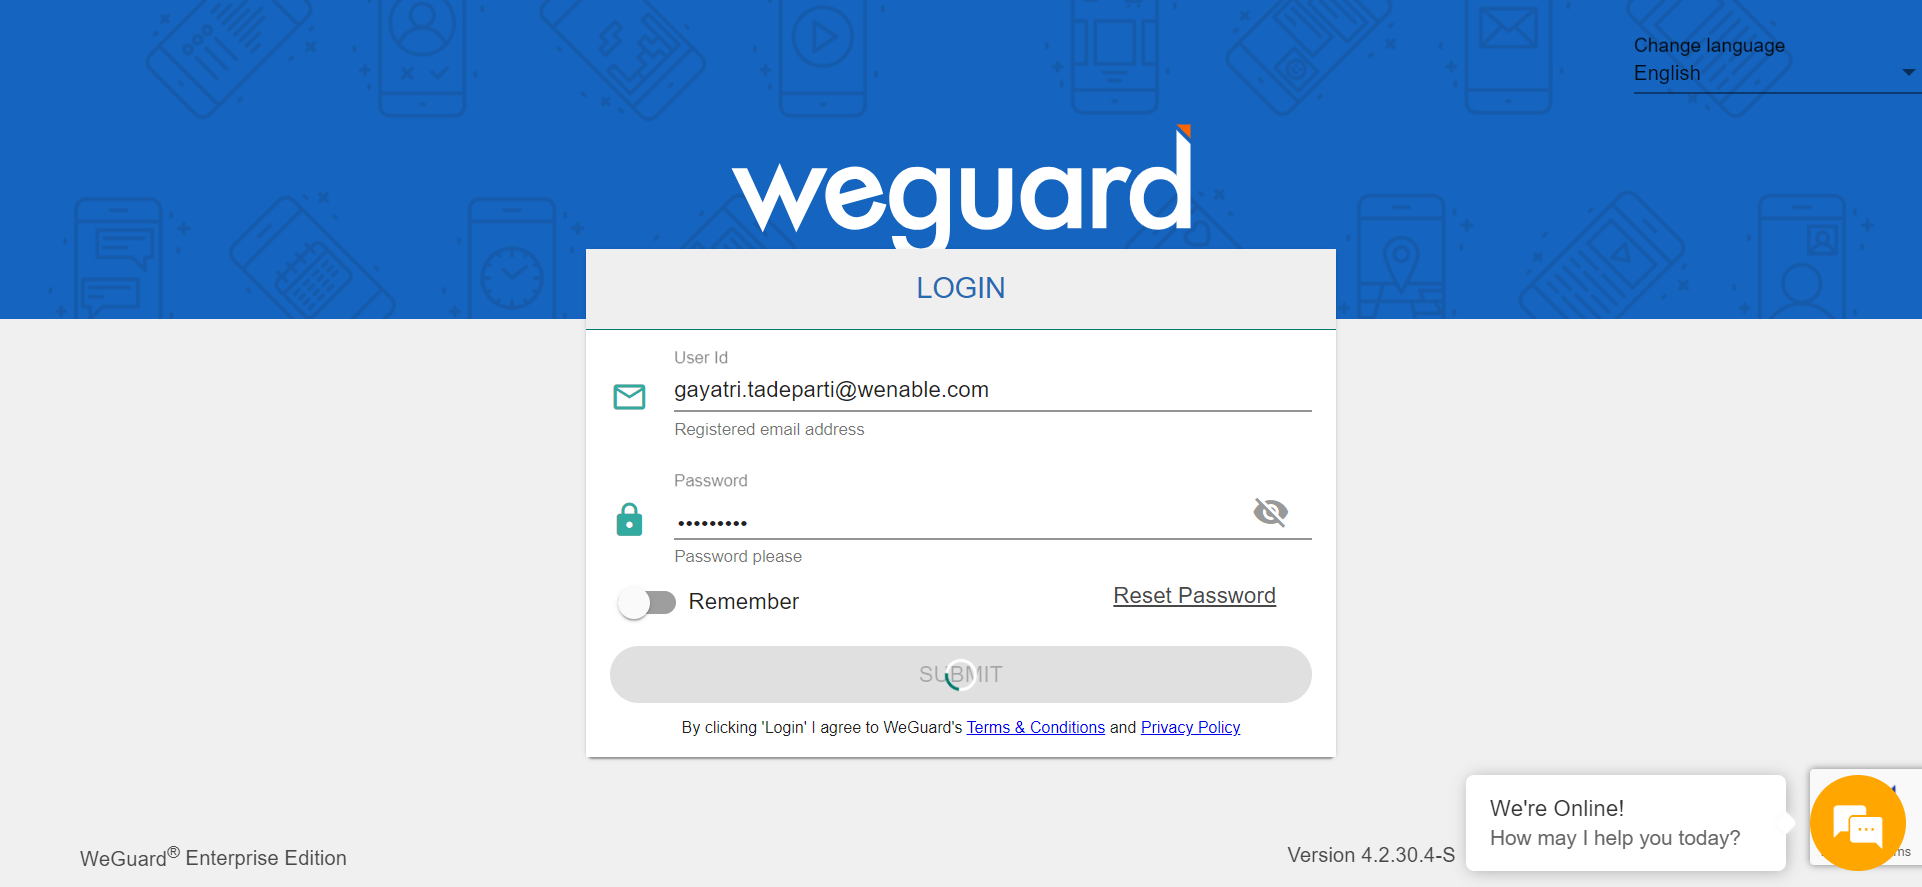 Change language
English
weguard
LOGIN
User Id
gayatri.tadeparti@wenable.com
Registered email address
Password
•••••••••
Password please
Remember
Reset Password
SUBMIT
By clicking 'Login' I agree to WeGuard's Terms & Conditions and Privacy Policy
We're Online!
How may I help you today?
WeGuard® Enterprise Edition
Version 4.2.30.4-S